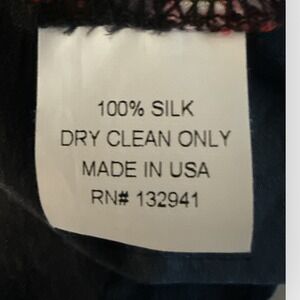 100% SILK
DRY CLEAN ONLY
MADE IN USA
RN# 132941